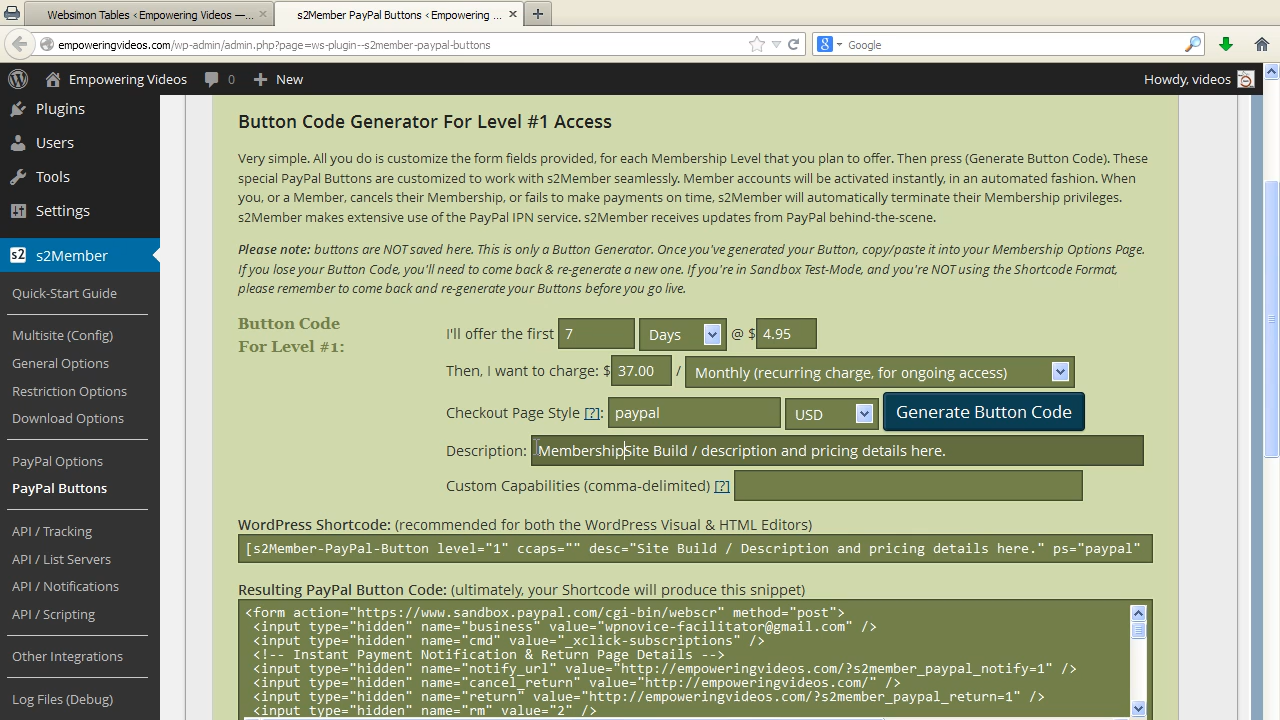 Websimon Tables ‹ Empowering Videos —...
s2Member PayPal Buttons ‹ Empowering ...
empoweringvideos.com/wp-admin/admin.php?page=ws-plugin--s2member-paypal-buttons
Google
Empowering Videos
0
New
Howdy, videos
Plugins
Users
Tools
Settings
s2Member
Quick-Start Guide
Multisite (Config)
General Options
Restriction Options
Download Options
PayPal Options
PayPal Buttons
API / Tracking
API / List Servers
API / Notifications
API / Scripting
Other Integrations
Log Files (Debug)
Button Code Generator For Level #1 Access
Very simple. All you do is customize the form fields provided, for each Membership Level that you plan to offer. Then press (Generate Button Code). These
special PayPal Buttons are customized to work with s2Member seamlessly. Member accounts will be activated instantly, in an automated fashion. When
you, or a Member, cancels their Membership, or fails to make payments on time, s2Member will automatically terminate their Membership privileges.
s2Member makes extensive use of the PayPal IPN service. s2Member receives updates from PayPal behind-the-scene.
Please note: buttons are NOT saved here. This is only a Button Generator. Once you've generated your Button, copy/paste it into your Membership Options Page.
If you lose your Button Code, you'll need to come back & re-generate a new one. If you're in Sandbox Test-Mode, and you're NOT using the Shortcode Format,
please remember to come back and re-generate your Buttons before you go live.
Button Code
For Level #1:
I'll offer the first 7 Days @ $ 4.95
Then, I want to charge: $ 37.00 / Monthly (recurring charge, for ongoing access)
Checkout Page Style [?]: paypal USD Generate Button Code
Description: MembershipSite Build / description and pricing details here.
Custom Capabilities (comma-delimited) [?]
WordPress Shortcode: (recommended for both the WordPress Visual & HTML Editors)
[s2Member-PayPal-Button level="1" ccaps="" desc="Site Build / Description and pricing details here." ps="paypal"
Resulting PayPal Button Code: (ultimately, your Shortcode will produce this snippet)
<form action="https://www.sandbox.paypal.com/cgi-bin/webscr" method="post">
<input type="hidden" name="business" value="wpnovice-facilitator@gmail.com" />
<input type="hidden" name="cmd" value="_xclick-subscriptions" />
<!-- Instant Payment Notification & Return Page Details -->
<input type="hidden" name="notify_url" value="http://empoweringvideos.com/?s2member_paypal_notify=1" />
<input type="hidden" name="cancel_return" value="http://empoweringvideos.com/" />
<input type="hidden" name="return" value="http://empoweringvideos.com/?s2member_paypal_return=1" />
<input type="hidden" name="rm" value="2" />